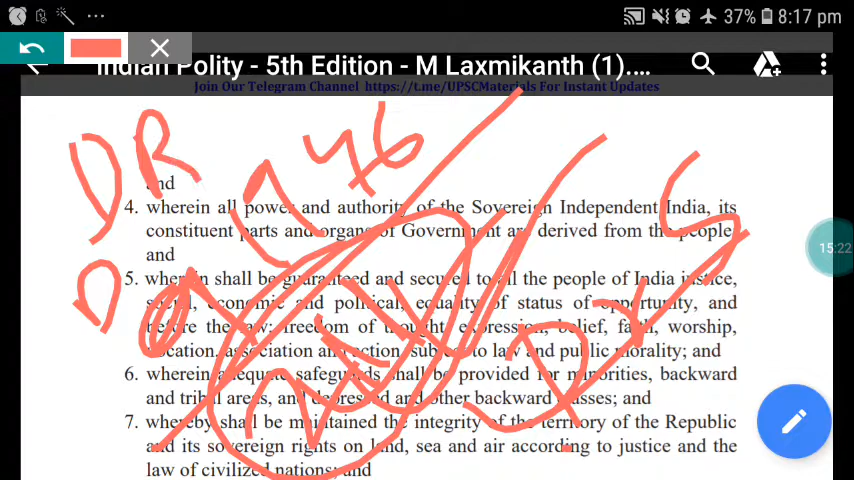 37% 8:17 pm
Indian Polity - 5th Edition - M Laxmikanth (1)....
Join Our Telegram Channel https://t.me/UPSCMaterials For Instant Updates
DR
1946
and
4. wherein all power and authority of the Sovereign Independent India, its
constituent parts and organs of Government are derived from the people;
and
15:22
5. wherein shall be guaranteed and secured to all the people of India justice,
social, economic and political, equality of status of opportunity, and
before the law; freedom of thought, expression, belief, faith, worship,
vocation, association and action, subject to law and public morality; and
6. wherein adequate safeguards shall be provided for minorities, backward
and tribal areas, and depressed and other backward classes; and
7. whereby shall be maintained the integrity of the territory of the Republic
and its sovereign rights on land, sea and air according to justice and the
law of civilized nations; and